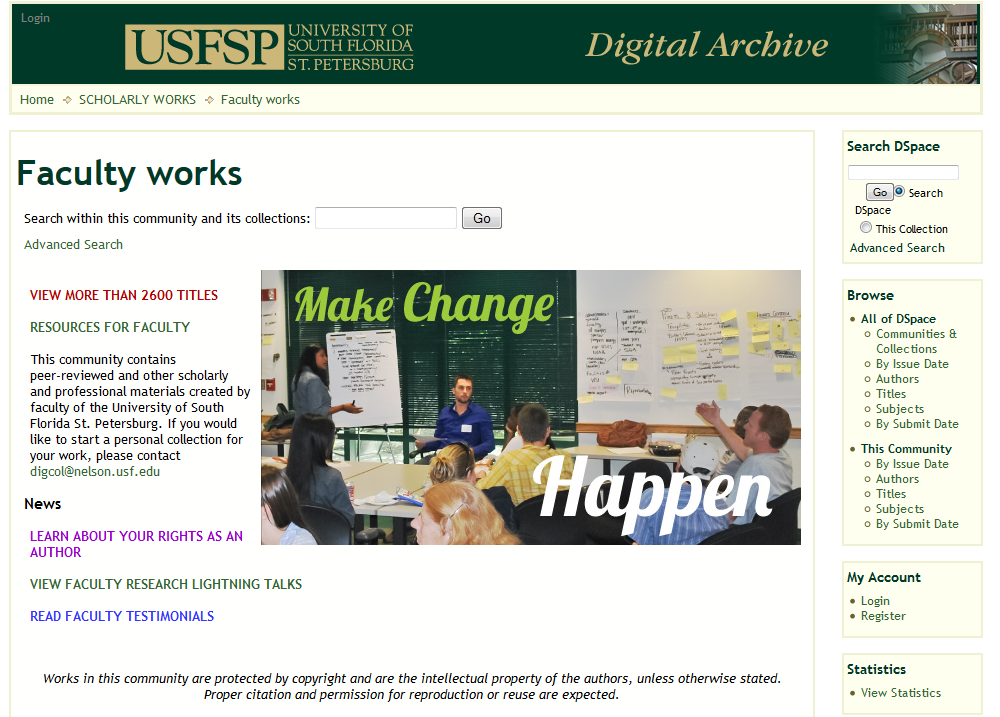 Login
USFSP UNIVERSITY OF
SOUTH FLORIDA
ST. PETERSBURG
Digital Archive
Home SCHOLARLY WORKS Faculty works
Faculty works
Search within this community and its collections: Go
Advanced Search
VIEW MORE THAN 2600 TITLES
RESOURCES FOR FACULTY
This community contains
peer-reviewed and other scholarly
and professional materials created by
faculty of the University of South
Florida St. Petersburg. If you would
like to start a personal collection for
your work, please contact
digcol@nelson.usf.edu
Make Change
Happen
News
LEARN ABOUT YOUR RIGHTS AS AN
AUTHOR
VIEW FACULTY RESEARCH LIGHTNING TALKS
READ FACULTY TESTIMONIALS
Works in this community are protected by copyright and are the intellectual property of the authors, unless otherwise stated.
Proper citation and permission for reproduction or reuse are expected.
Search DSpace
Go Search
DSpace
This Collection
Advanced Search
Browse
All of DSpace
Communities &
Collections
By Issue Date
Authors
Titles
Subjects
By Submit Date
This Community
By Issue Date
Authors
Titles
Subjects
By Submit Date
My Account
Login
Register
Statistics
View Statistics